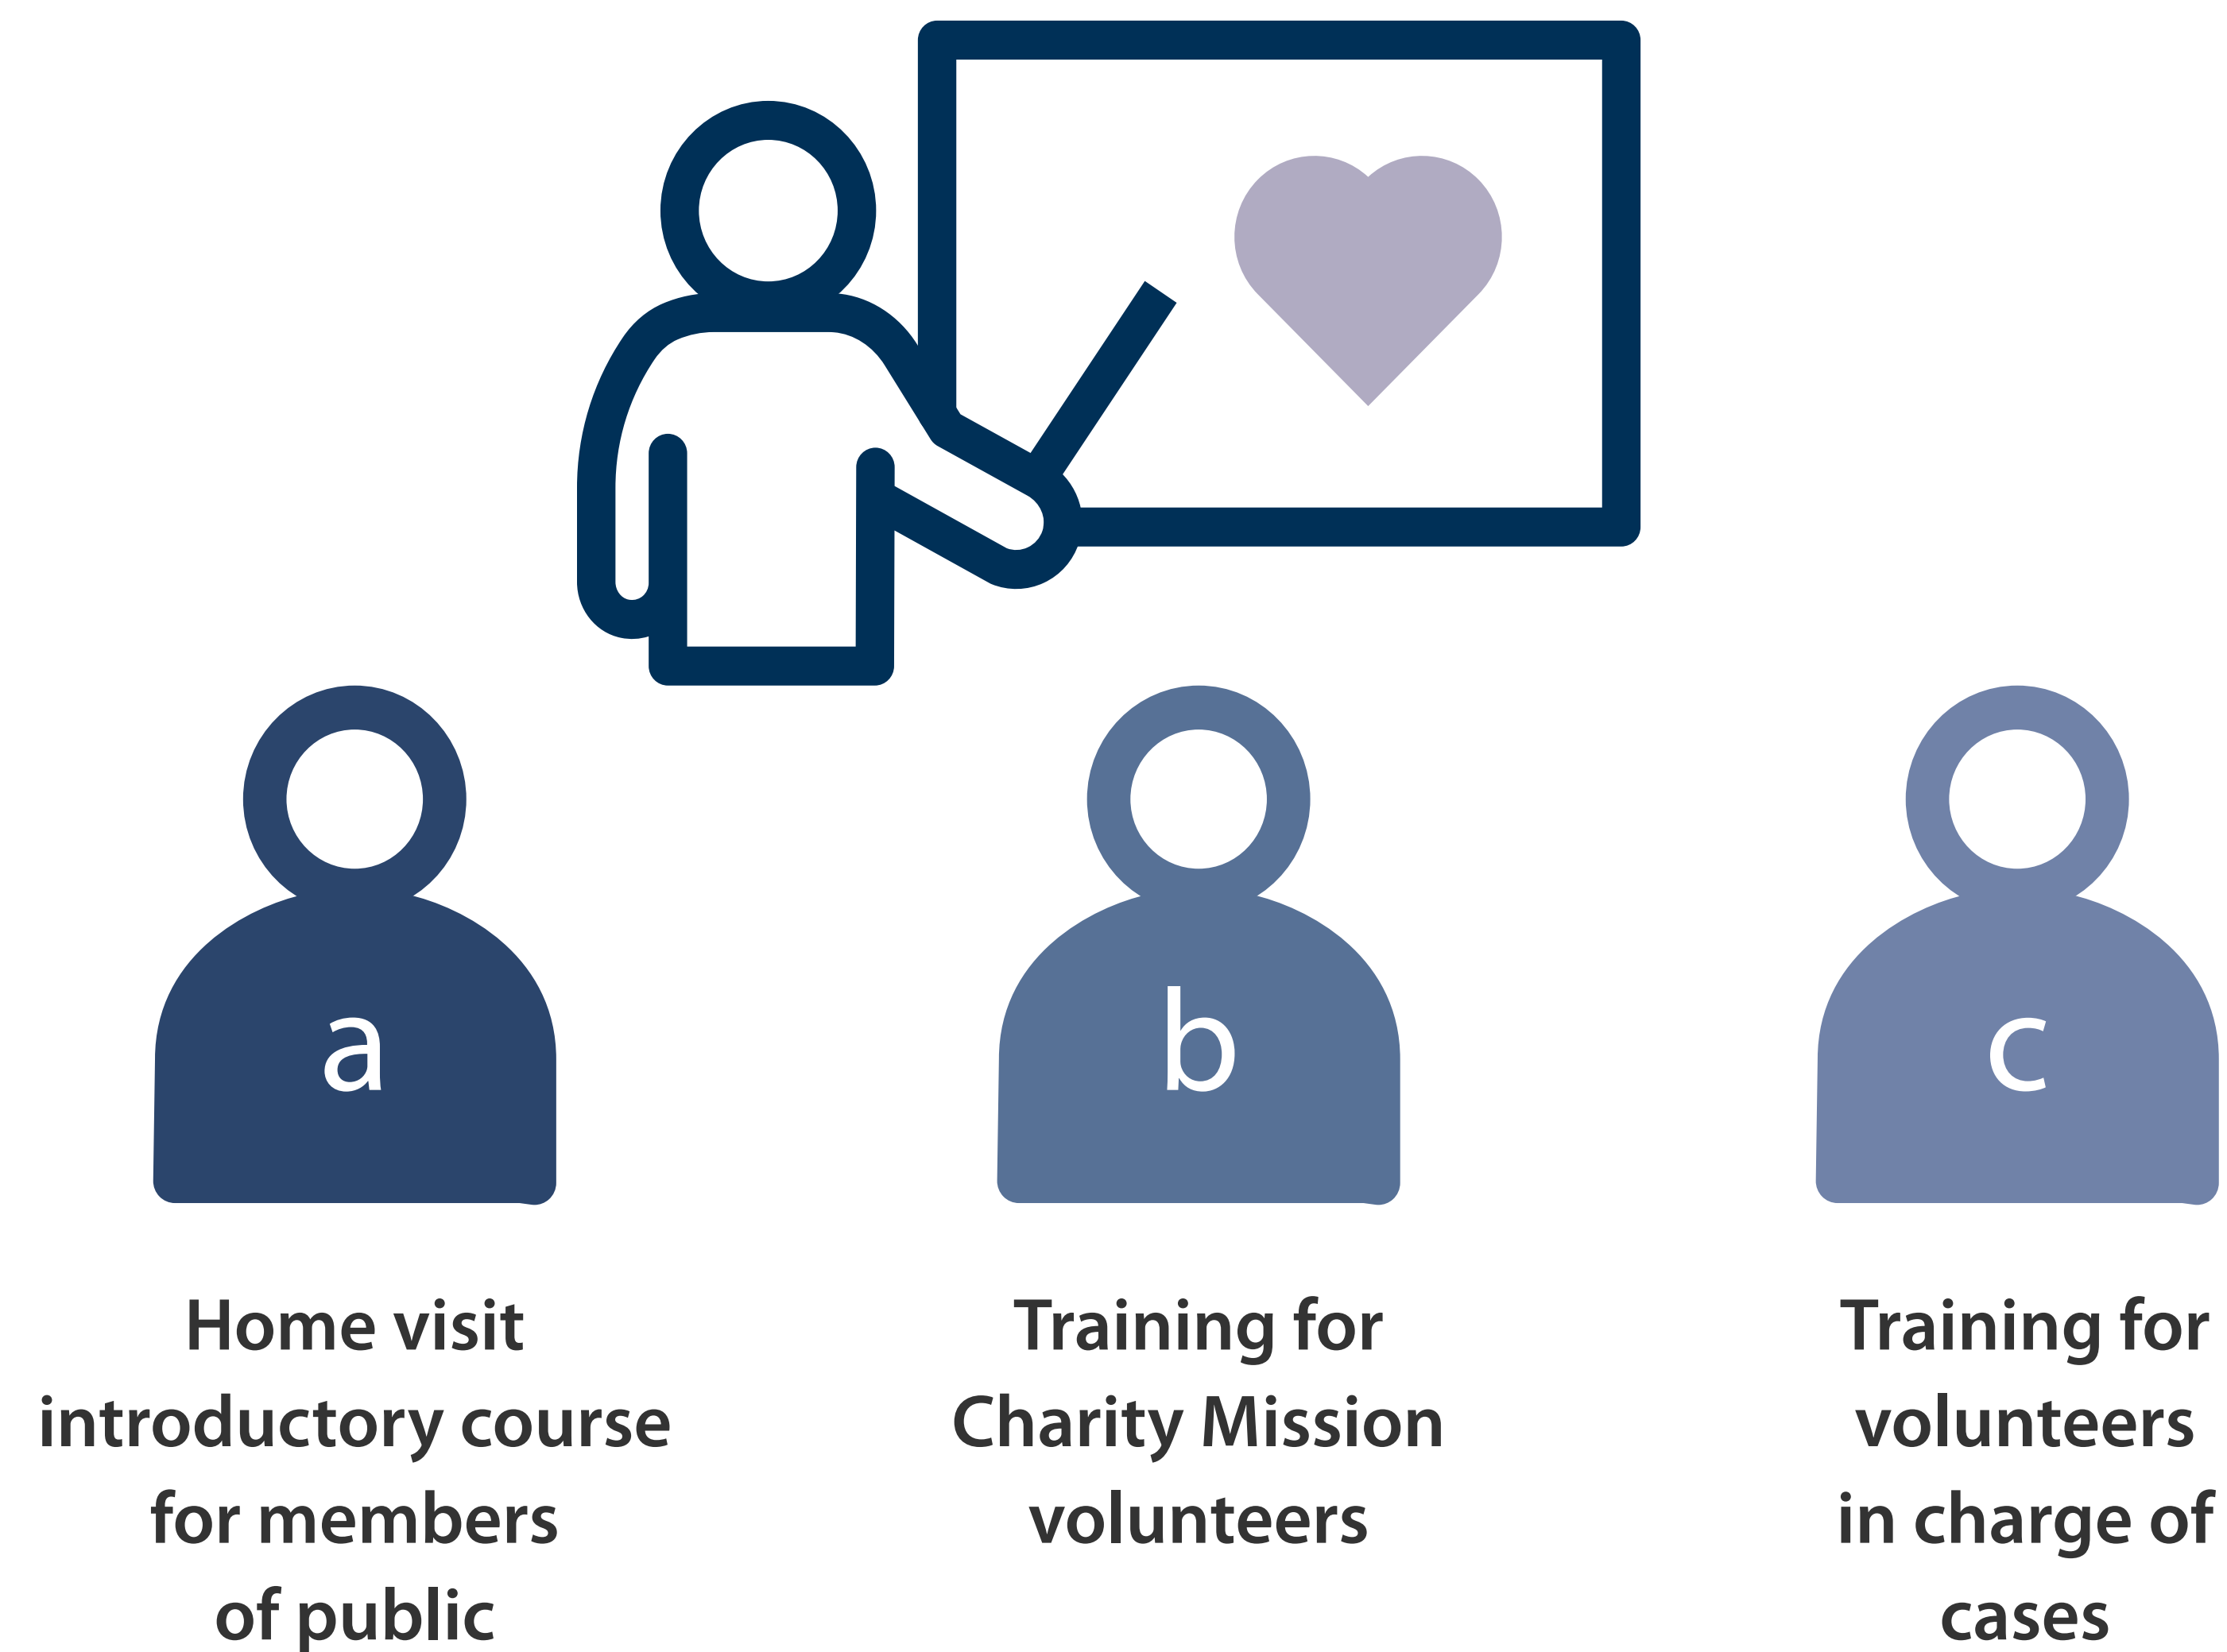 a
Home visit
introductory course
for members
of public
b
Training for
Charity Mission
volunteers
c
Training for
volunteers
in charge of
cases